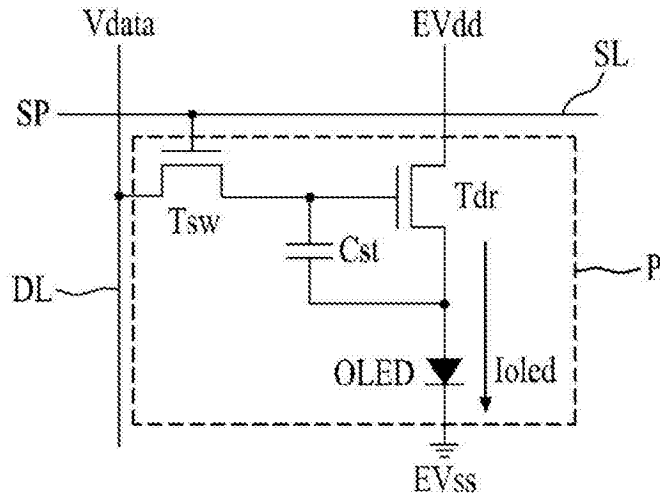 Vdata
EVdd
SL
SP
Tsw
Tdr
Cst
DL
P
OLED
Ioled
EVss